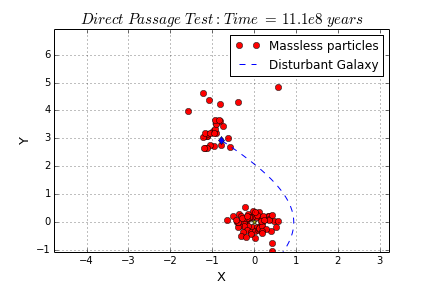 Direct Passage Test: Time = 11.1e8 years
Massless particles
Disturbant Galaxy
6
5
4
3
2
1
0
−1
Y
−4 −3 −2 −1 0 1 2 3
X